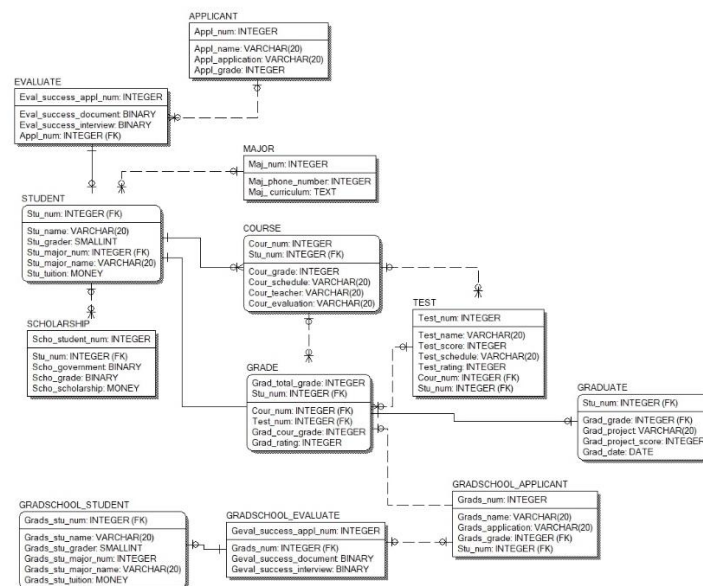 APPLICANT
Appl_num: INTEGER
Appl_name: VARCHAR(20)
Appl_application: VARCHAR(20)
Appl_grade: INTEGER
EVALUATE
Eval_success_appl_num: INTEGER
Eval_success_document: BINARY
Eval_success_interview: BINARY
Appl_num: INTEGER (FK)
MAJOR
Maj_num: INTEGER
Maj_phone_number: INTEGER
Maj_ curriculum: TEXT
STUDENT
Stu_num: INTEGER (FK)
Stu_name: VARCHAR(20)
Stu_grader: SMALLINT
Stu_major_num: INTEGER (FK)
Stu_major_name: VARCHAR(20)
Stu_tuition: MONEY
COURSE
Cour_num: INTEGER
Stu_num: INTEGER (FK)
Cour_grade: INTEGER
Cour_schedule: VARCHAR(20)
Cour_teacher: VARCHAR(20)
Cour_evaluation: VARCHAR(20)
TEST
Test_num: INTEGER
Test_name: VARCHAR(20)
Test_score: INTEGER
Test_schedule: VARCHAR(20)
Test_rating: INTEGER
Cour_num: INTEGER (FK)
Stu_num: INTEGER (FK)
SCHOLARSHIP
Scho_student_num: INTEGER
Stu_num: INTEGER (FK)
Scho_government: BINARY
Scho_grade: BINARY
Scho_scholarship: MONEY
GRADE
Grad_total_grade: INTEGER
Stu_num: INTEGER (FK)
Cour_num: INTEGER (FK)
Test_num: INTEGER (FK)
Grad_cour_grade: INTEGER
Grad_rating: INTEGER
GRADUATE
Stu_num: INTEGER (FK)
Grad_grade: INTEGER (FK)
Grad_project: VARCHAR(20)
Grad_project_score: INTEGER
Grad_date: DATE
GRADSCHOOL_APPLICANT
Grads_num: INTEGER
Grads_name: VARCHAR(20)
Grads_application: VARCHAR(20)
Grads_grade: INTEGER (FK)
Stu_num: INTEGER (FK)
GRADSCHOOL_EVALUATE
Geval_success_appl_num: INTEGER
Grads_num: INTEGER (FK)
Geval_success_document: BINARY
Geval_success_interview: BINARY
GRADSCHOOL_STUDENT
Grads_stu_num: INTEGER (FK)
Grads_stu_name: VARCHAR(20)
Grads_stu_grader: SMALLINT
Grads_stu_major_num: INTEGER
Grads_stu_major_name: VARCHAR(20)
Grads_stu_tuition: MONEY